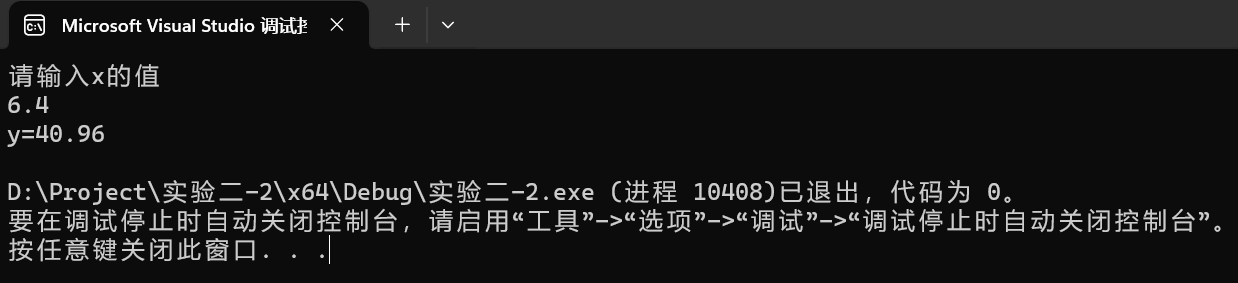 Microsoft Visual Studio 调试
请输入x的值
6.4
y=40.96
D:\Project\实验二-2\x64\Debug\实验二-2.exe (进程 10408)已退出，代码为 0。
要在调试停止时自动关闭控制台，请启用“工具”->“选项”->“调试”->“调试停止时自动关闭控制台”。
按任意键关闭此窗口. . .